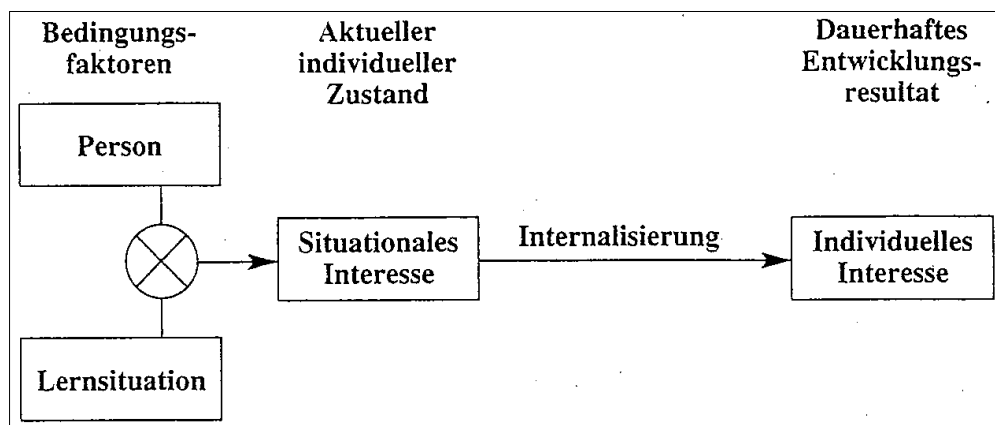 Bedingungs-
faktoren
Aktueller
individueller
Zustand
Dauerhaftes
Entwicklungs-
resultat
Person
Situationales
Interesse
Internalisierung
Individuelles
Interesse
Lernsituation